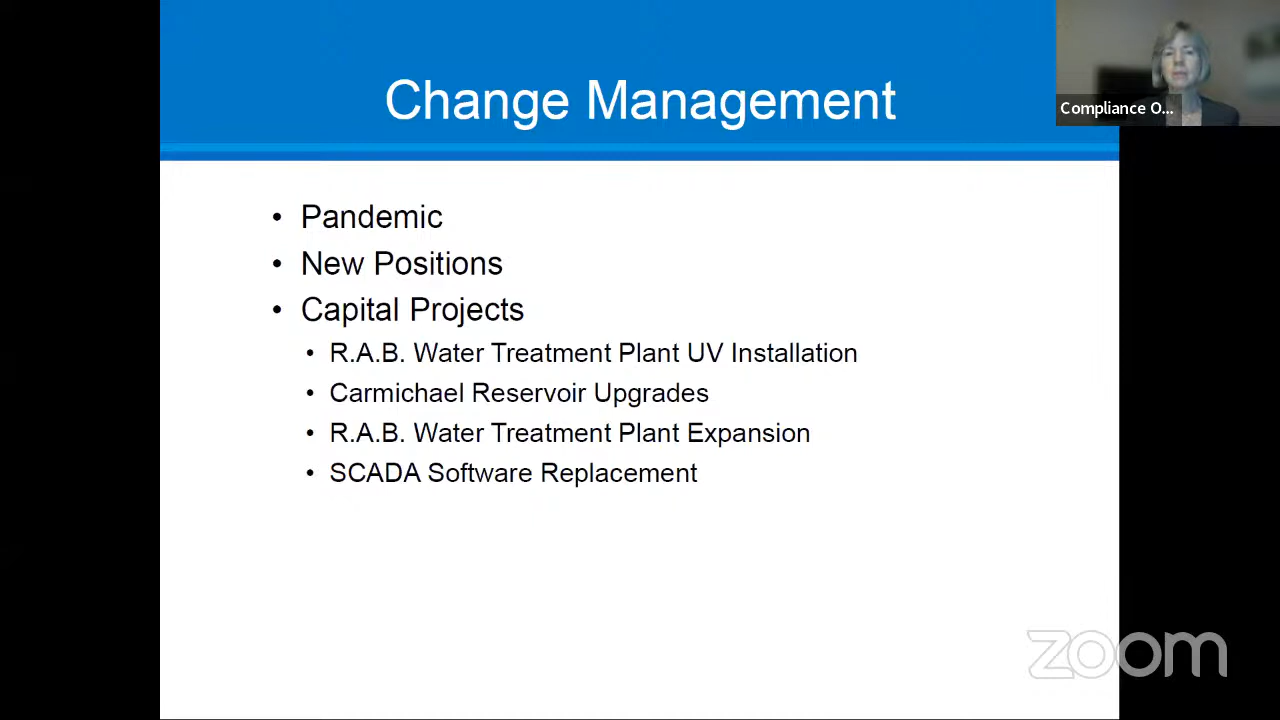 Change Management
Compliance O...
• Pandemic
• New Positions
• Capital Projects
• R.A.B. Water Treatment Plant UV Installation
• Carmichael Reservoir Upgrades
• R.A.B. Water Treatment Plant Expansion
• SCADA Software Replacement
zoom